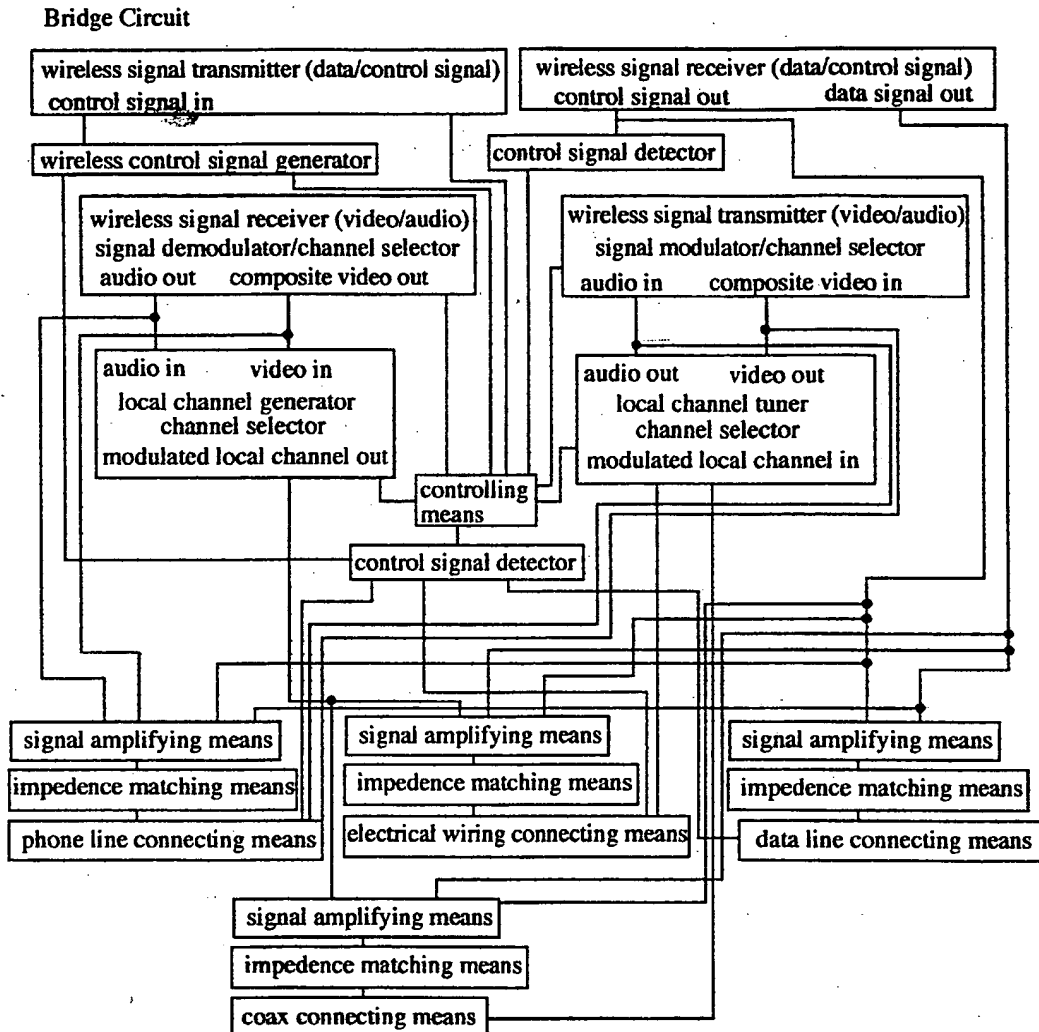 Bridge Circuit
wireless signal transmitter (data/control signal)
control signal in
wireless signal receiver (data/control signal)
control signal out data signal out
wireless control signal generator
control signal detector
wireless signal receiver (video/audio)
signal demodulator/channel selector
audio out composite video out
wireless signal transmitter (video/audio)
signal modulator/channel selector
audio in composite video in
audio in video in
local channel generator
channel selector
modulated local channel out
audio out video out
local channel tuner
channel selector
modulated local channel in
controlling
means
control signal detector
signal amplifying means
impedence matching means
phone line connecting means
signal amplifying means
impedence matching means
electrical wiring connecting means
signal amplifying means
impedence matching means
data line connecting means
signal amplifying means
impedence matching means
coax connecting means